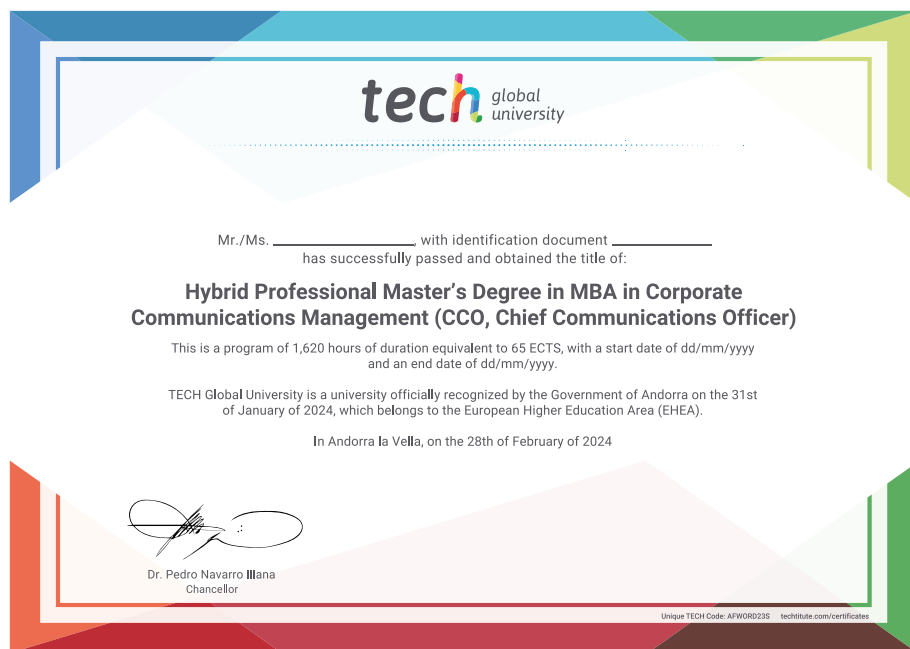 tech global
university
Mr./Ms. ____________, with identification document ____________
has successfully passed and obtained the title of:
Hybrid Professional Master's Degree in MBA in Corporate
Communications Management (CCO, Chief Communications Officer)
This is a program of 1,620 hours of duration equivalent to 65 ECTS, with a start date of dd/mm/yyyy
and an end date of dd/mm/yyyy.
TECH Global University is a university officially recognized by the Government of Andorra on the 31st
of January of 2024, which belongs to the European Higher Education Area (EHEA).
In Andorra la Vella, on the 28th of February of 2024
Dr. Pedro Navarro Illana
Chancellor
Unique TECH Code: AFWORD23S techtitute.com/certificates